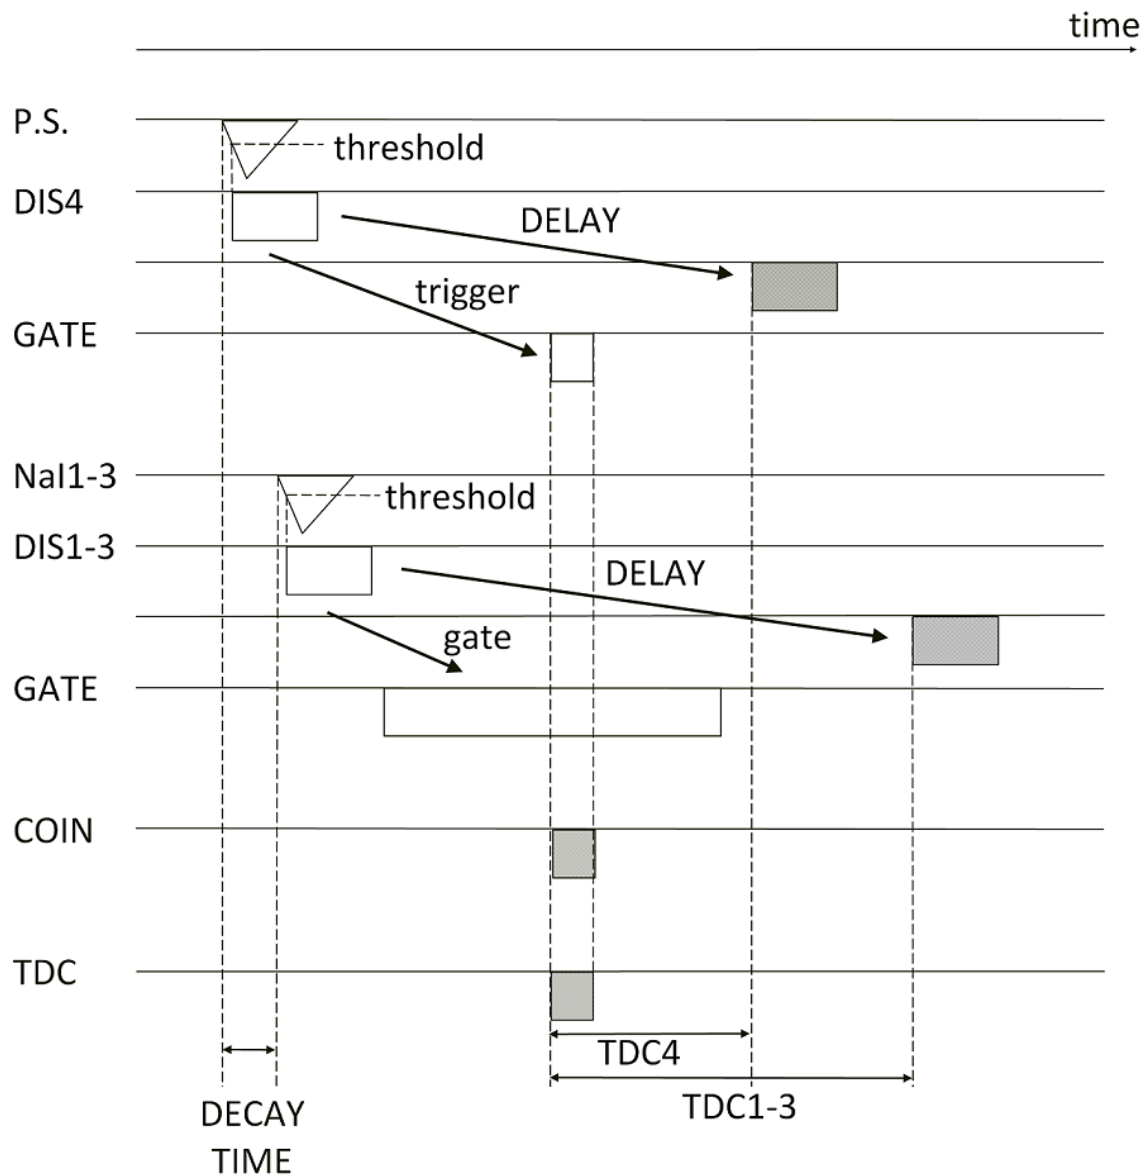 time
P.S.
threshold
DIS4
DELAY
trigger
GATE
NaI1-3
threshold
DIS1-3
DELAY
gate
GATE
COIN
TDC
TDC4
TDC1-3
DECAY
TIME